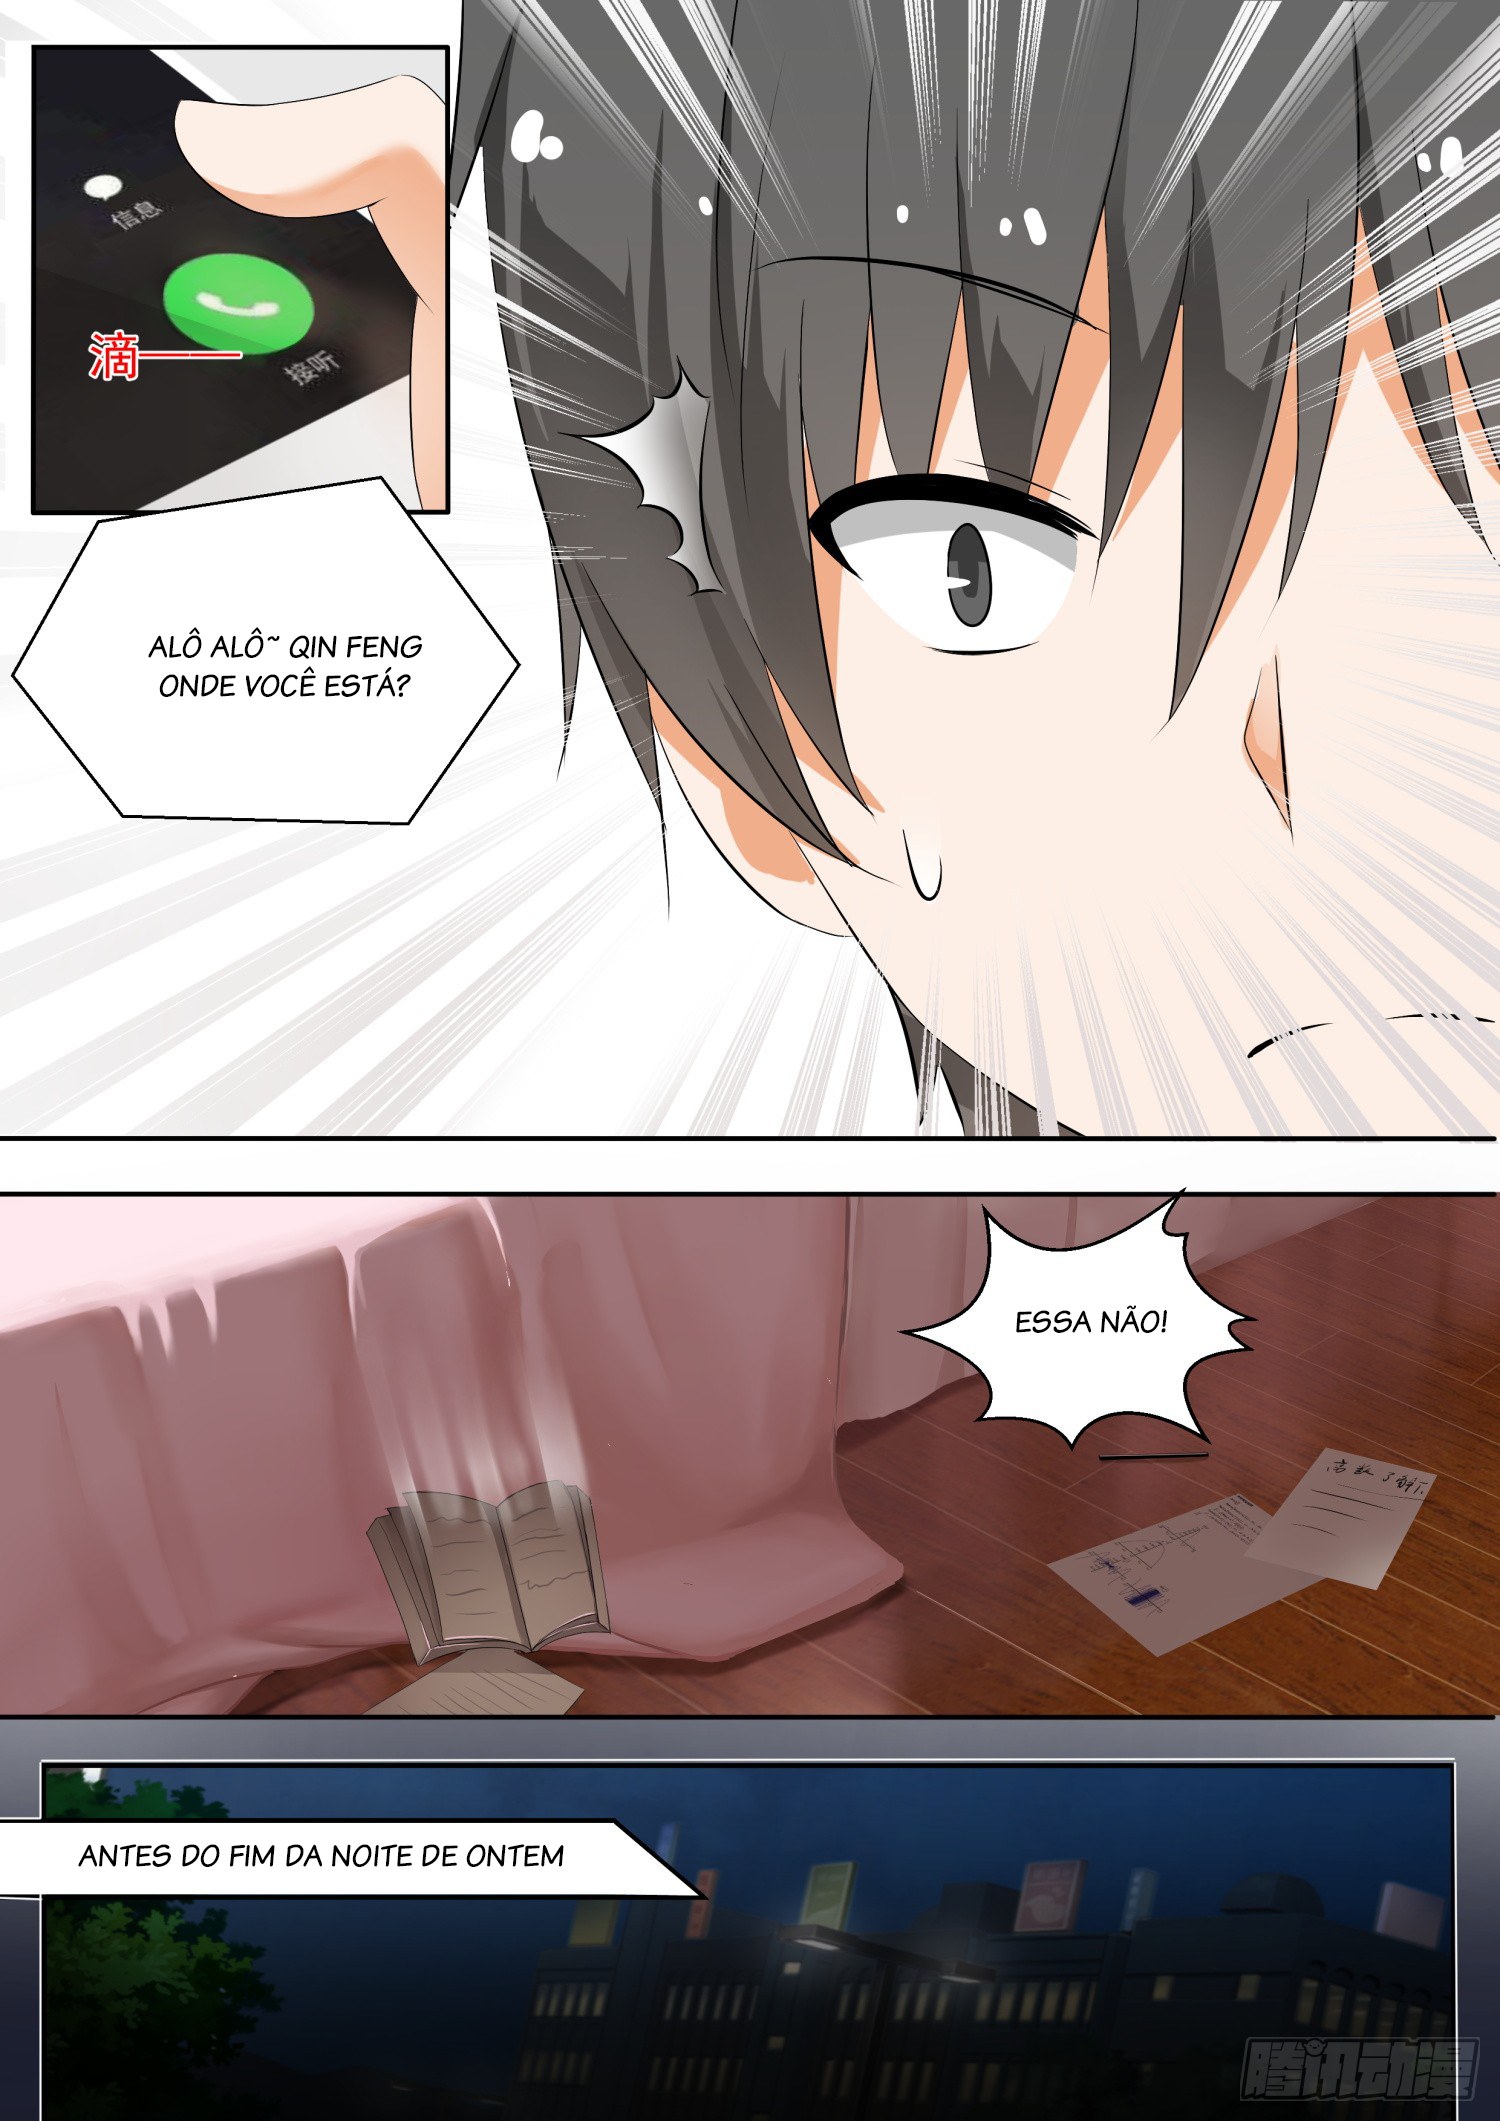 信息
滴——
接听
ALÔ ALÔ~ QIN FENG
ONDE VOCÊ ESTÁ?
ESSA NÃO!
ANTES DO FIM DA NOITE DE ONTEM
腾讯动漫